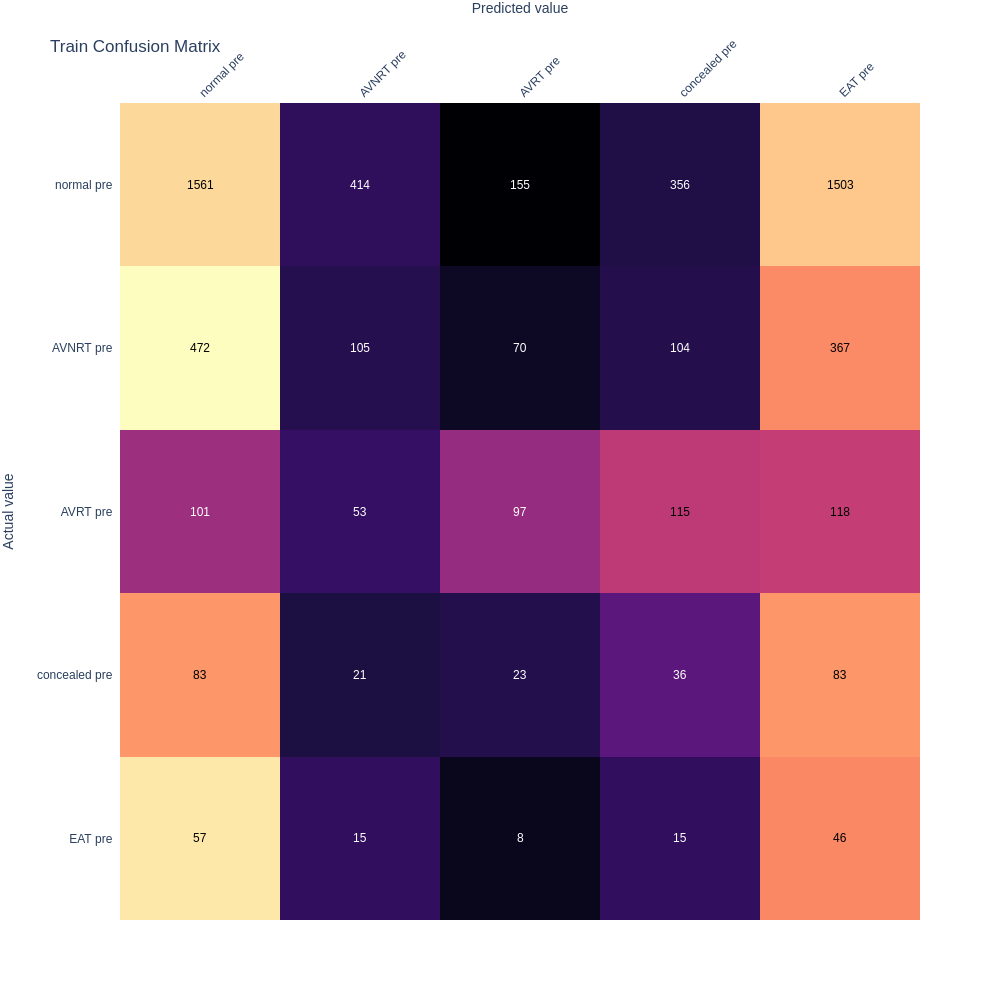 Predicted value
Train Confusion Matrix
normal pre AVNRT pre AVRT pre concealed pre EAT pre
normal pre 1561 414 155 356 1503
AVNRT pre 472 105 70 104 367
AVRT pre 101 53 97 115 118
concealed pre 83 21 23 36 83
EAT pre 57 15 8 15 46
Actual value